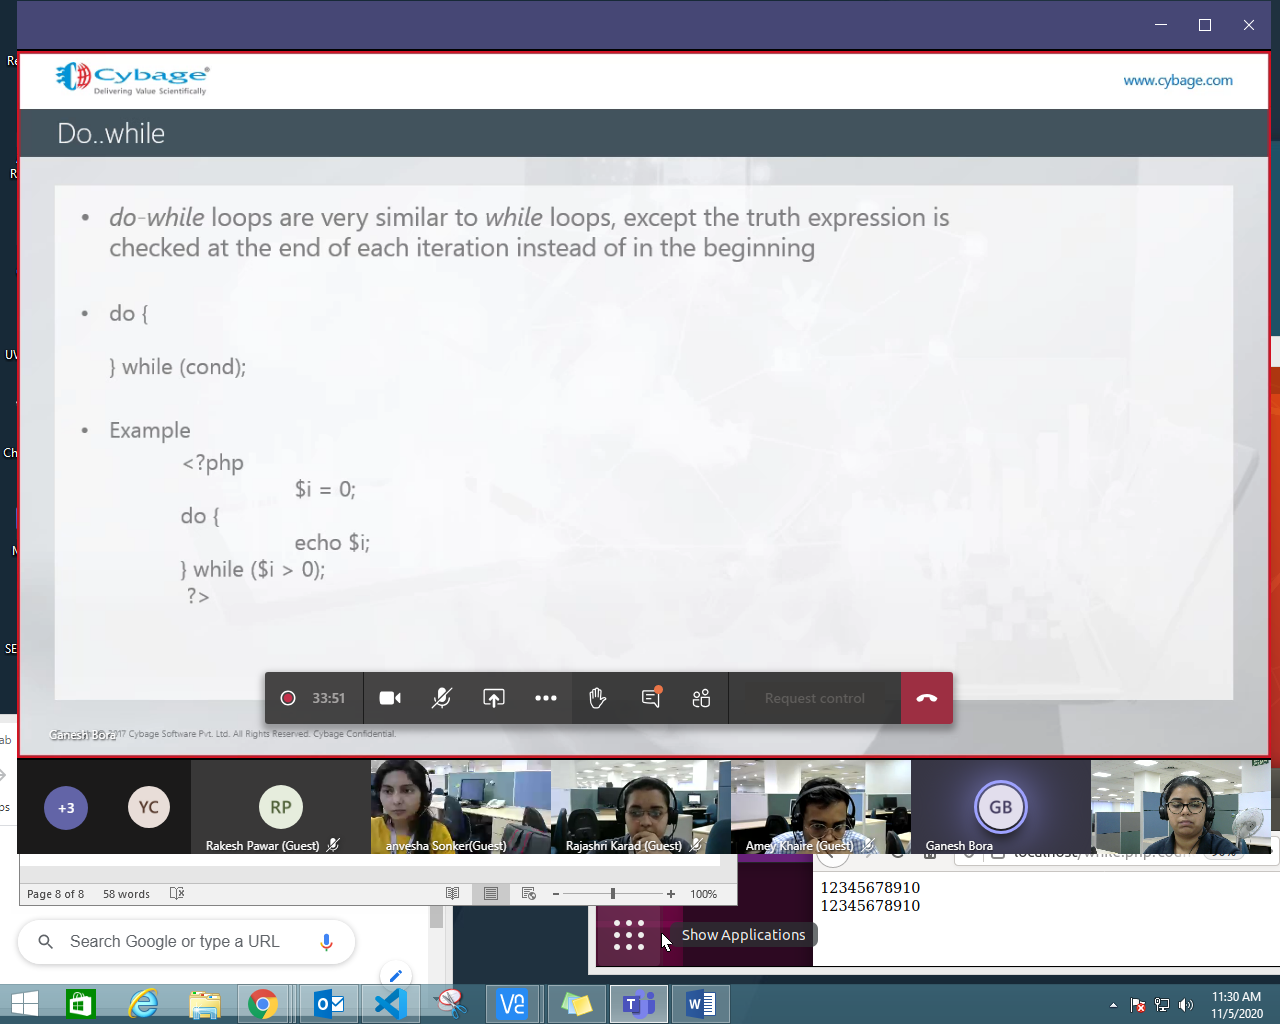 Cybage
Delivering Value Scientifically
www.cybage.com
Do..while
• do-while loops are very similar to while loops, except the truth expression is
checked at the end of each iteration instead of in the beginning
• do {
} while (cond);
• Example
<?php
$i = 0;
do {
echo $i;
} while ($i > 0);
?>
33:51
Request control
Ganesh Bora
Cybage Software Pvt. Ltd. All Rights Reserved. Cybage Confidential.
+3
YC
RP
GB
Rakesh Pawar (Guest)
anvesha Sonker(Guest)
Rajashri Karad (Guest)
Amey Khaire (Guest)
Ganesh Bora
Page 8 of 8
58 words
100%
12345678910
12345678910
Search Google or type a URL
Show Applications
11:30 AM
11/5/2020